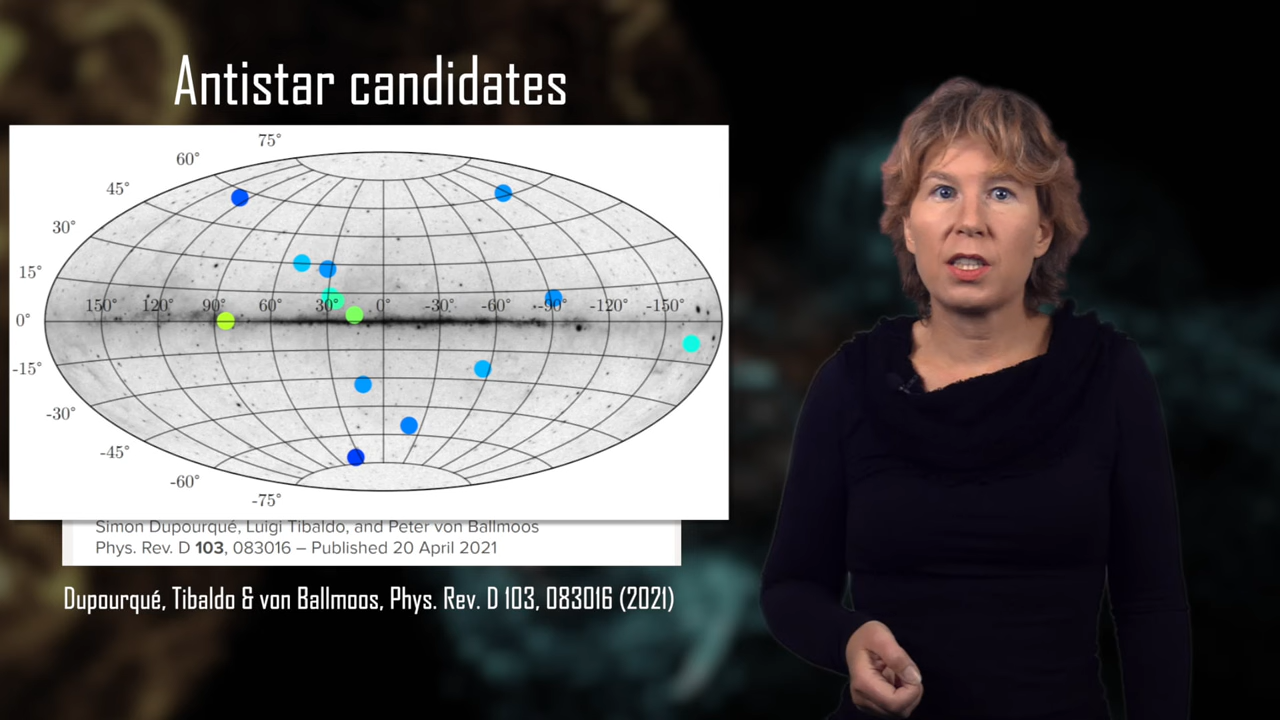 Antistar candidates
75°
60°
45°
30°
15°
150° 120° 90° 60° 30° 0° -30° -60° -90° -120° -150°
0°
-15°
-30°
-45°
-60°
-75°
Simon Dupourqué, Luigi Tibaldo, and Peter von Ballmoos
Phys. Rev. D 103, 083016 – Published 20 April 2021
Dupourqué, Tibaldo & von Ballmoos, Phys. Rev. D 103, 083016 (2021)